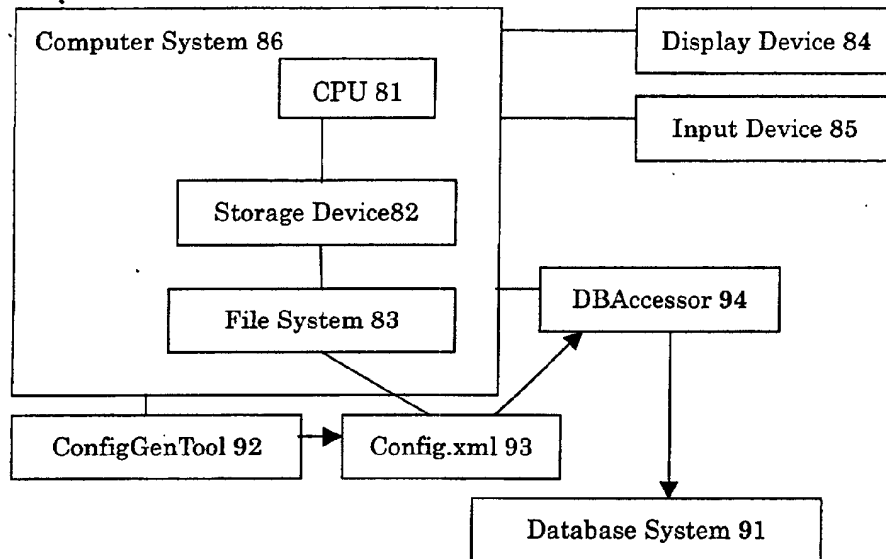 Computer System 86
CPU 81
Storage Device82
File System 83
Display Device 84
Input Device 85
DBAccessor 94
ConfigGenTool 92
Config.xml 93
Database System 91